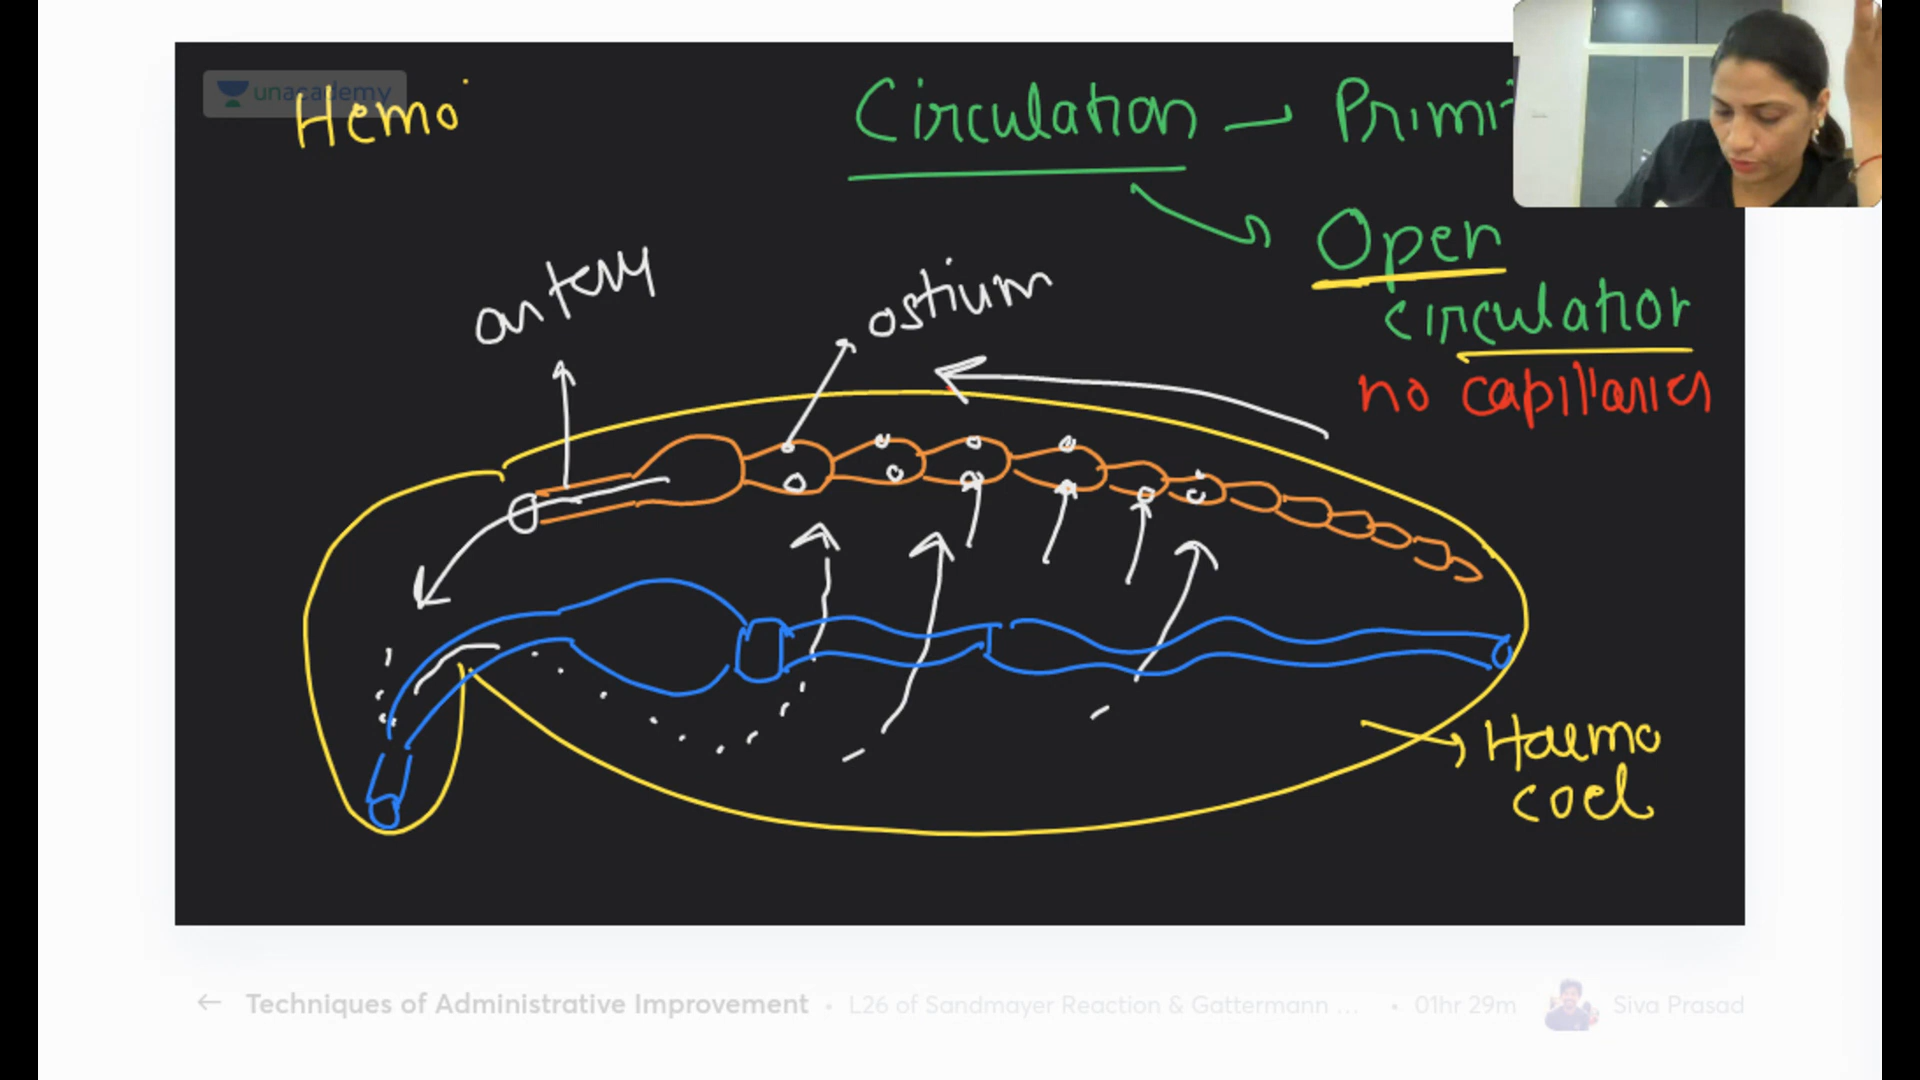 unacademy
Hemo
Circulation → Primi
Open
circulation
no capillaries
artery
ostium
Haemo
coel
← Techniques of Administrative Improvement • L26 of Sandmayer Reaction & Gattermann ... • 01hr 29m Siva Prasad